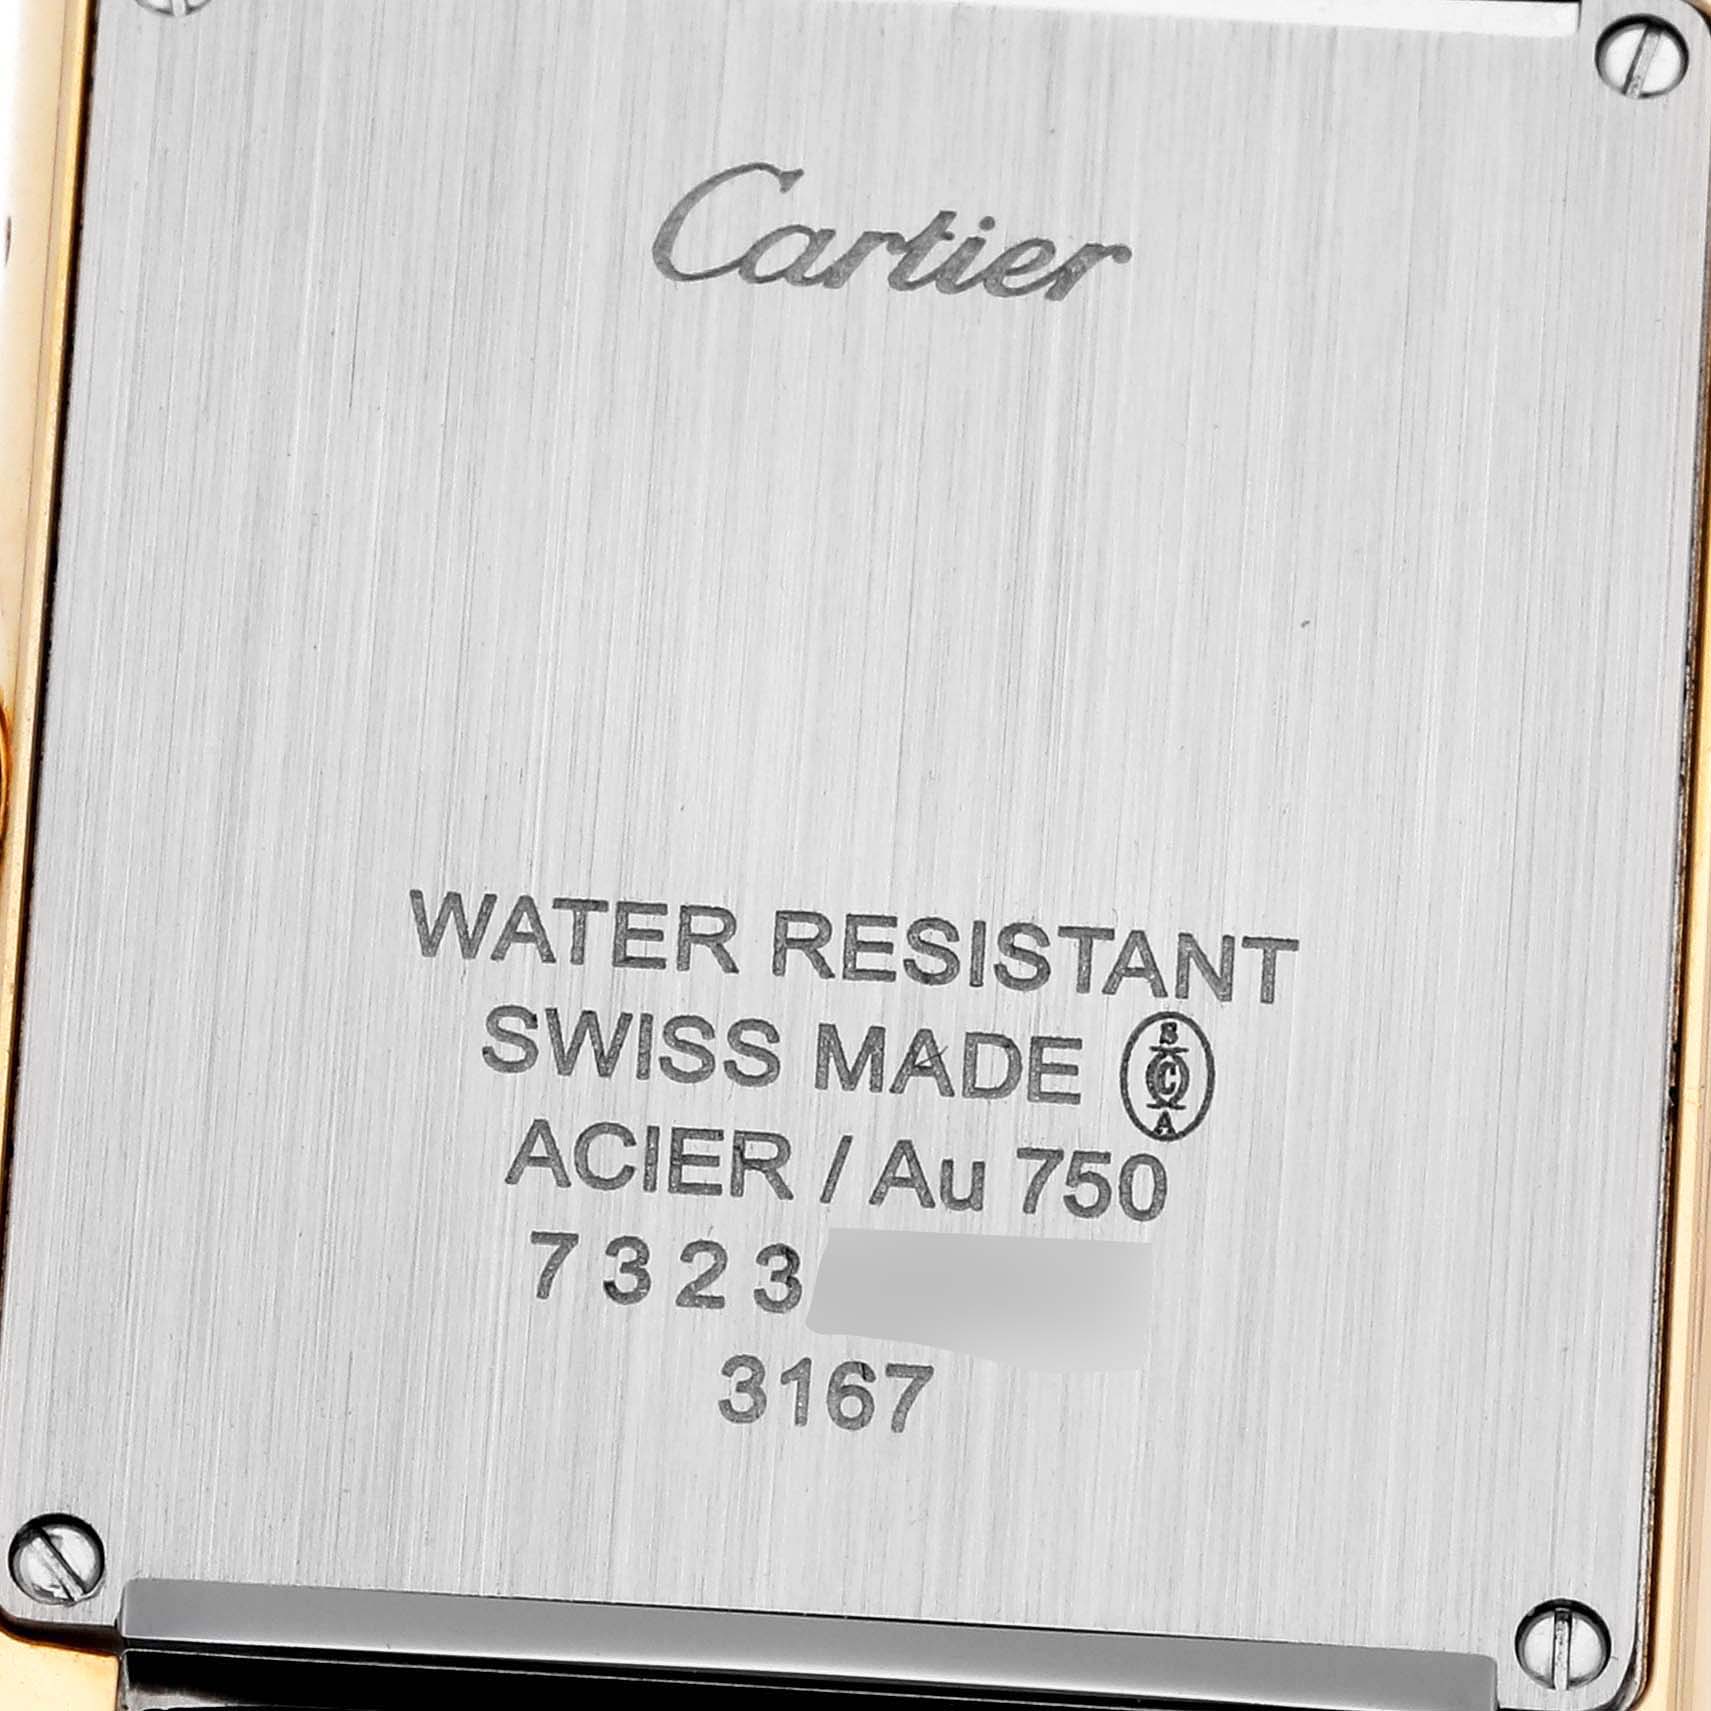 Cartier
WATER RESISTANT
SWISS MADE S C A
ACIER / Au 750
7323
3167